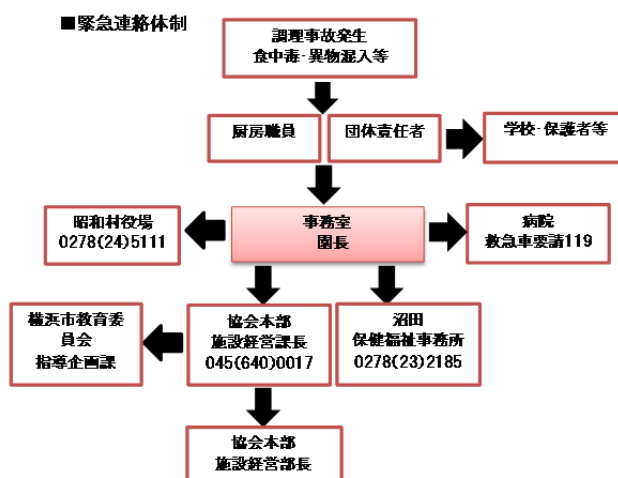 ■緊急連絡体制
調理事故発生
食中毒・異物混入等
厨房職員
団体責任者
学校・保護者等
昭和村役場
0278(24)5111
事務室
園長
病院
救急車要請119
横浜市教育委
員会
指導企画課
協会本部
施設経営課長
045(640)0017
沼田
保健福祉事務所
0278(23)2185
協会本部
施設経営部長